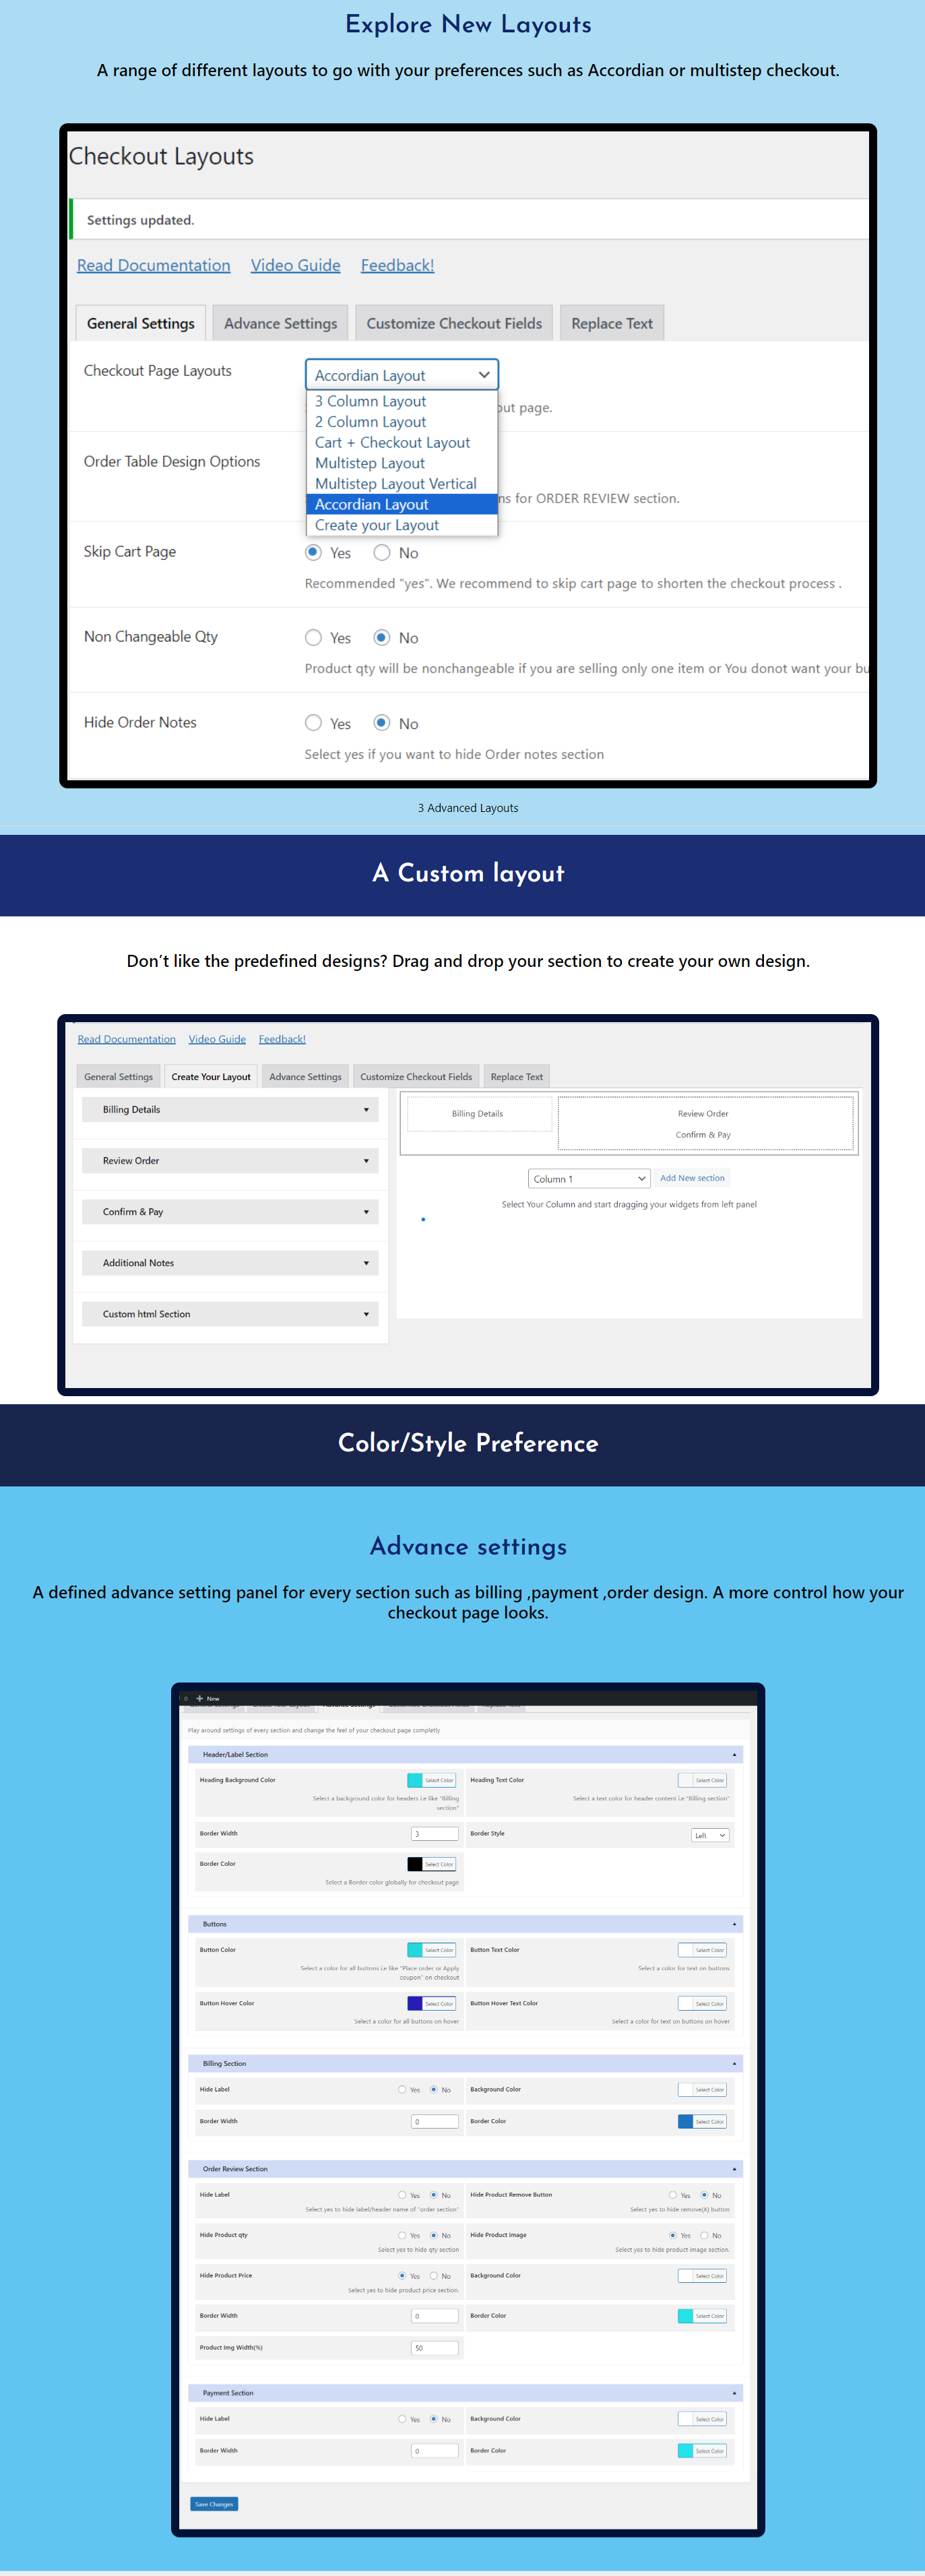 Explore New Layouts
A range of different layouts to go with your preferences such as Accordian or multistep checkout.
Checkout Layouts
Settings updated.
Read Documentation Video Guide Feedback!
General Settings Advance Settings Customize Checkout Fields Replace Text
Checkout Page Layouts
Accordian Layout
3 Column Layout
out page.
2 Column Layout
Cart + Checkout Layout
Order Table Design Options
Multistep Layout
Multistep Layout Vertical
ns for ORDER REVIEW section.
Accordian Layout
Create your Layout
Skip Cart Page Yes No
Recommended "yes". We recommend to skip cart page to shorten the checkout process .
Non Changeable Qty Yes No
Product qty will be nonchangeable if you are selling only one item or You donot want your bu
Hide Order Notes Yes No
Select yes if you want to hide Order notes section
3 Advanced Layouts
A Custom layout
Don't like the predefined designs? Drag and drop your section to create your own design.
Read Documentation Video Guide Feedback!
General Settings Create Your Layout Advance Settings Customize Checkout Fields Replace Text
Billing Details
Review Order
Confirm & Pay
Additional Notes
Custom html Section
Billing Details
Review Order
Confirm & Pay
Column 1 Add New section
Select Your Column and start dragging your widgets from left panel
Color/Style Preference
Advance settings
A defined advance setting panel for every section such as billing ,payment ,order design. A more control how your
checkout page looks.
0 + New
Play around settings of every section and change the feel of your checkout page completly
Header/Label Section
Heading Background Color Select Color Heading Text Color Select Color
Select a background color for headers i.e like "Billing
section"
Select a text color for header content i.e "Billing section"
Border Width 3 Border Style Left
Border Color Select Color
Select a Border color globally for checkout page
Buttons
Button Color Select Color Button Text Color Select Color
Select a color for all buttons i.e like "Place order or Apply
coupon" on checkout
Select a color for text on buttons
Button Hover Color Select Color Button Hover Text Color Select Color
Select a color for all buttons on hover Select a color for text on buttons on hover
Billing Section
Hide Label Yes No Background Color Select Color
Border Width 0 Border Color Select Color
Order Review Section
Hide Label Yes No Hide Product Remove Button Yes No
Select yes to hide label/header name of "order section" Select yes to hide remove(X) button
Hide Product qty Yes No Hide Product Image Yes No
Select yes to hide qty section Select yes to hide product image section.
Hide Product Price Yes No Background Color Select Color
Select yes to hide product price section.
Border Width 0 Border Color Select Color
Product Img Width(%) 50
Payment Section
Hide Label Yes No Background Color Select Color
Border Width 0 Border Color Select Color
Save Changes